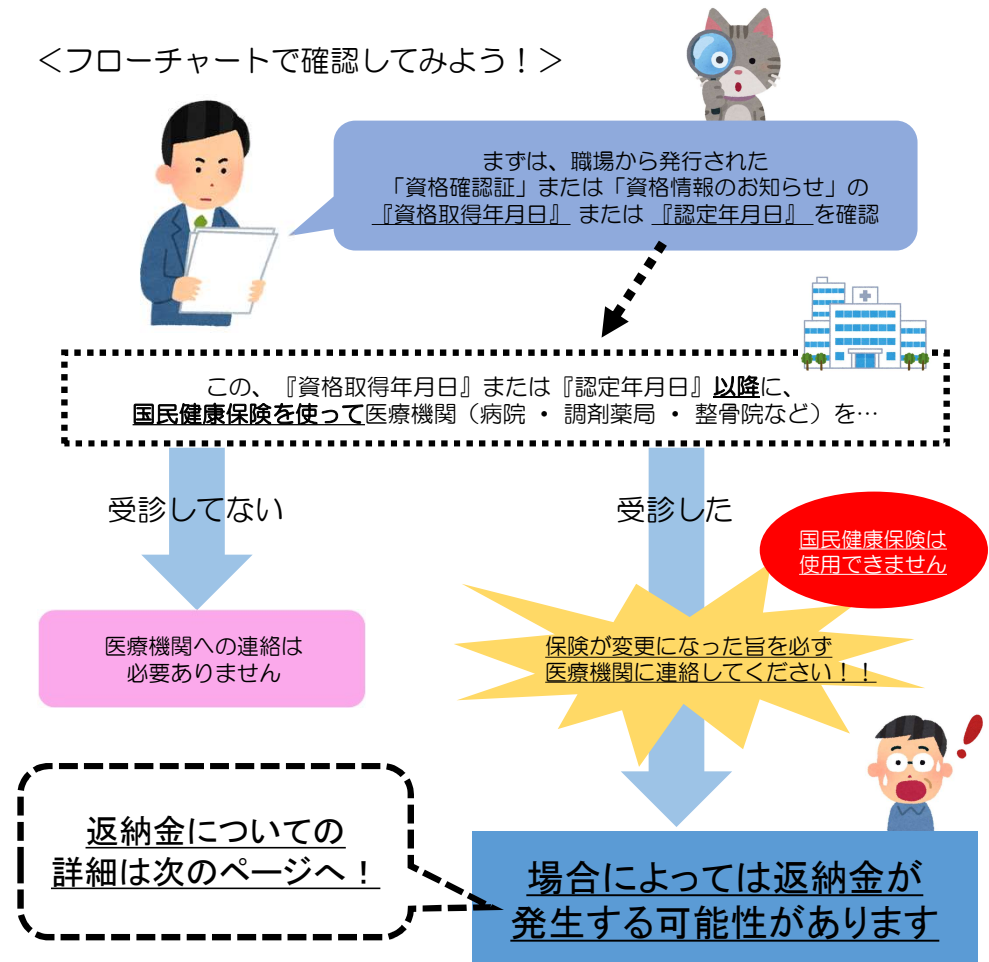 ＜フローチャートで確認してみよう！＞
まずは、職場から発行された
「資格確認証」または「資格情報のお知らせ」の
『資格取得年月日』 または 『認定年月日』 を確認
この、『資格取得年月日』または『認定年月日』以降に、
国民健康保険を使って医療機関（病院 ・ 調剤薬局 ・ 整骨院など）を…
受診してない
受診した
国民健康保険は
使用できません
医療機関への連絡は
必要ありません
保険が変更になった旨を必ず
医療機関に連絡してください！！
返納金についての
詳細は次のページへ！
場合によっては返納金が
発生する可能性があります